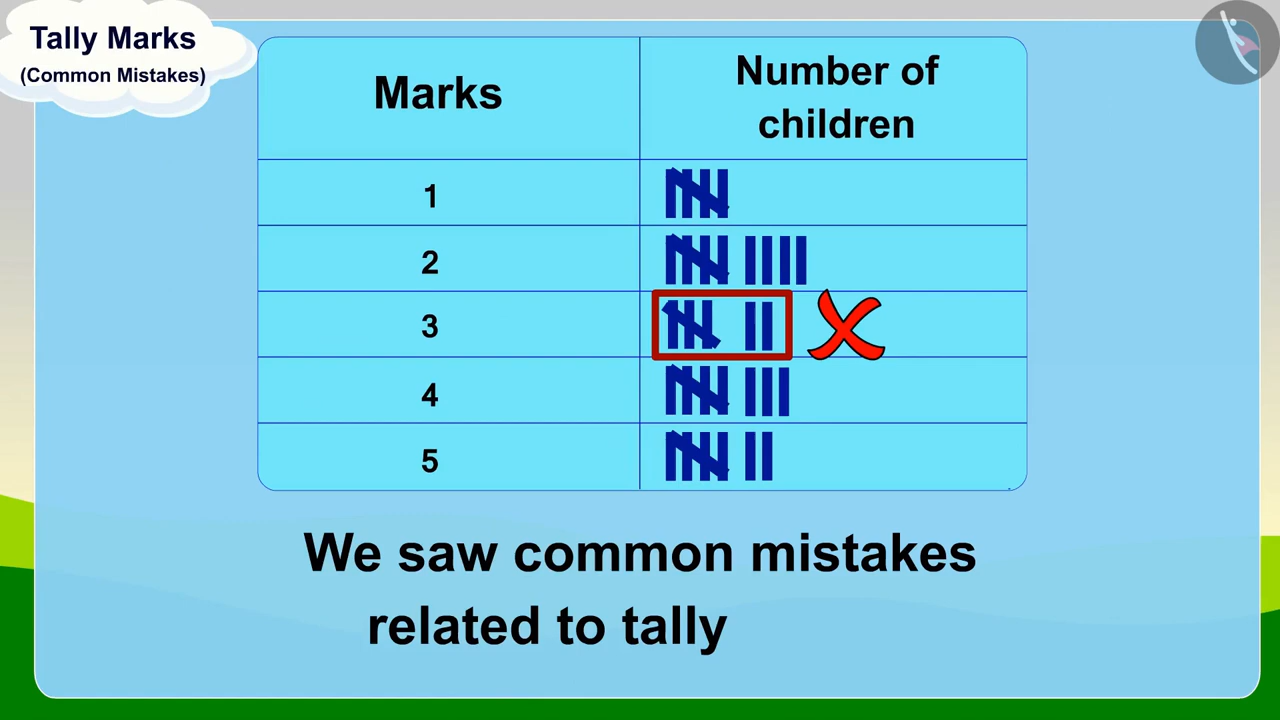 Tally Marks
(Common Mistakes)
Marks
Number of
children
1
2
3
4
5
We saw common mistakes
related to tally